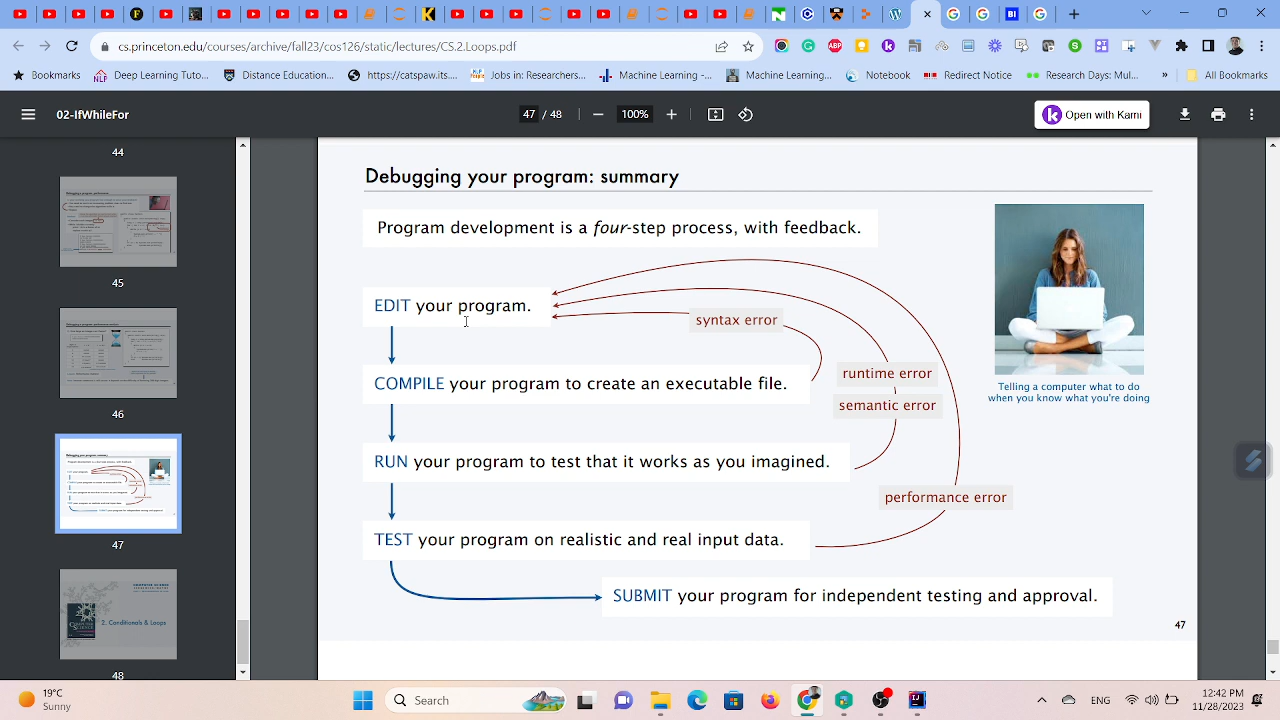 cs.princeton.edu/courses/archive/fall23/cos126/static/lectures/CS.2.Loops.pdf
Bookmarks
Deep Learning Tuto...
Distance Education...
https://catspaw.its....
Jobs in: Researchers...
Machine Learning -...
Machine Learning...
Notebook
Redirect Notice
Research Days: Mul...
»
All Bookmarks
02-IfWhileFor
47 / 48
100%
Open with Kami
44
45
46
47
2. Conditionals & Loops
48
Debugging your program: summary
Program development is a four-step process, with feedback.
EDIT your program.
syntax error
runtime error
COMPILE your program to create an executable file.
semantic error
Telling a computer what to do
when you know what you're doing
RUN your program to test that it works as you imagined.
performance error
TEST your program on realistic and real input data.
SUBMIT your program for independent testing and approval.
47
19°C
Sunny
Search
ENG
12:42 PM
11/28/2023